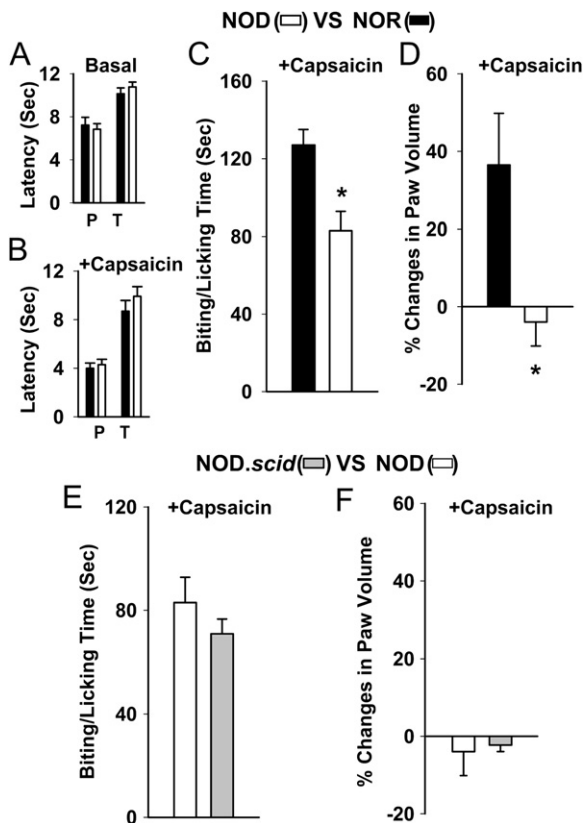 NOD(□) VS NOR(■)
A
Basal
Latency (Sec)
12
8
4
0
P T
B
+Capsaicin
Latency (Sec)
12
8
4
0
P T
C
+Capsaicin
Biting/Licking Time (Sec)
160
120
80
40
0
*
D
+Capsaicin
% Changes in Paw Volume
60
40
20
0
-20
*
NOD.scid(■) VS NOD(□)
E
+Capsaicin
Biting/Licking Time (Sec)
120
80
40
0
F
+Capsaicin
% Changes in Paw Volume
60
40
20
0
-20